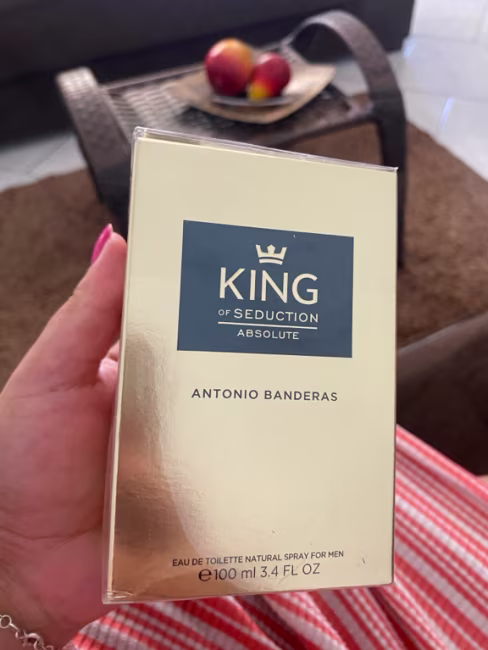 KING
OF SEDUCTION
ABSOLUTE
ANTONIO BANDERAS
EAU DE TOILETTE NATURAL SPRAY FOR MEN
℮100 ml 3.4 FL OZ